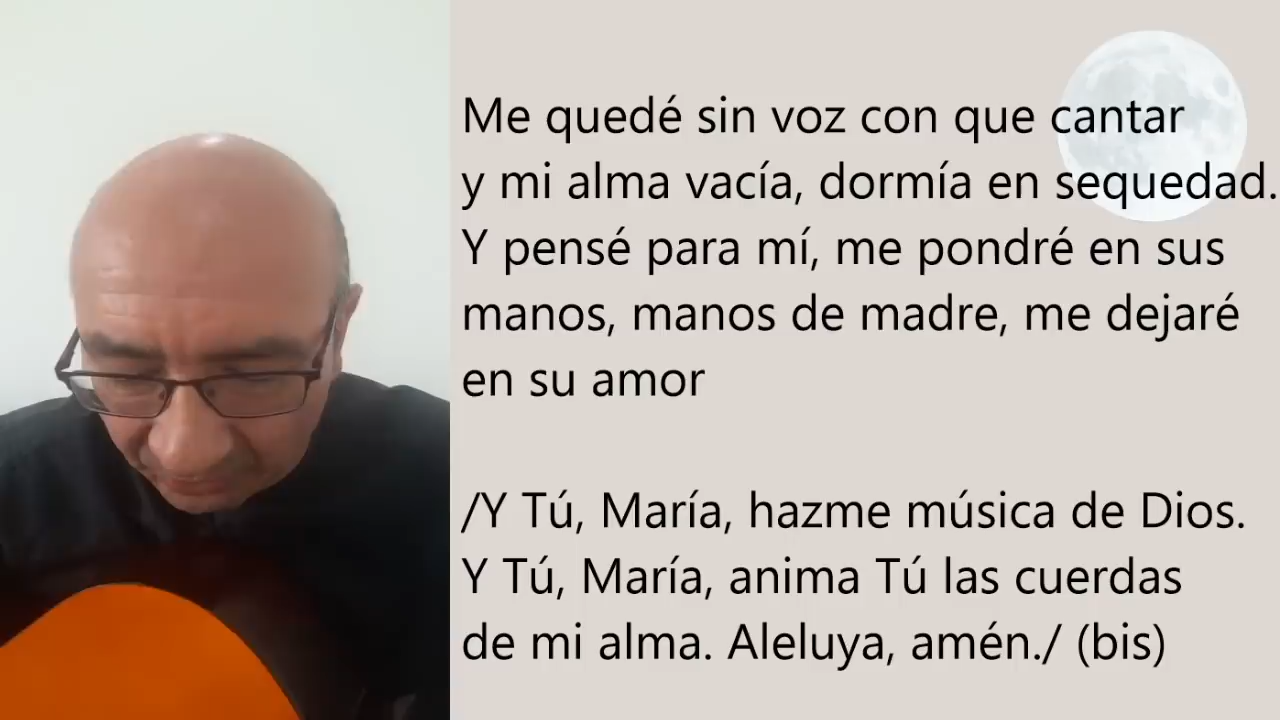 Me quedé sin voz con que cantar
y mi alma vacía, dormía en sequedad.
Y pensé para mí, me pondré en sus
manos, manos de madre, me dejaré
en su amor
/Y Tú, María, hazme música de Dios.
Y Tú, María, anima Tú las cuerdas
de mi alma. Aleluya, amén./ (bis)